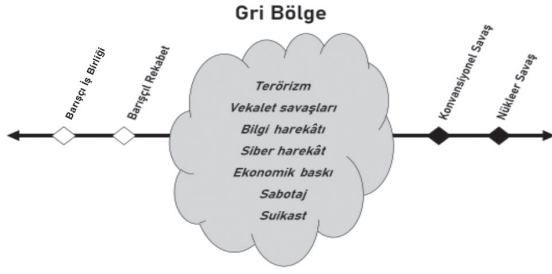 Gri Bölge
Barışçı İş Birliği
Barışçıl Rekabet
Terörizm
Vekalet savaşları
Bilgi harekâtı
Siber harekât
Ekonomik baskı
Sabotaj
Suikast
Konvansiyonel Savaş
Nükleer Savaş